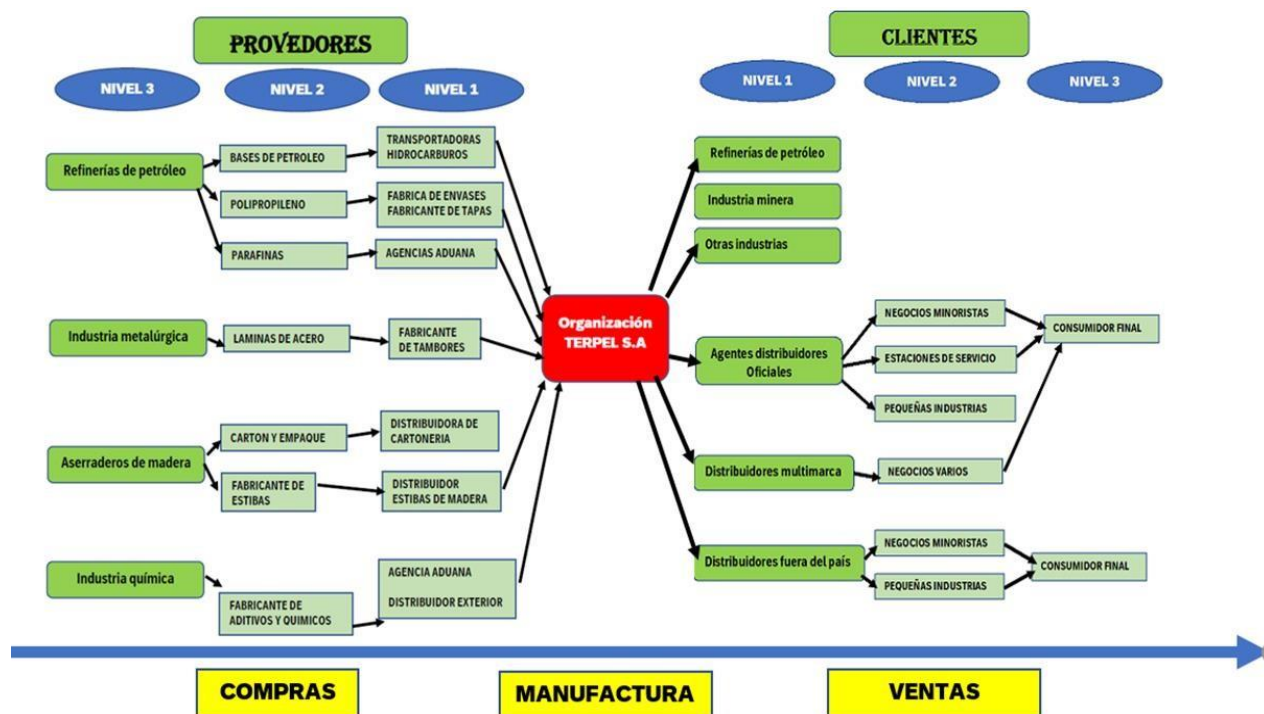 PROVEDORES
CLIENTES
NIVEL 3
NIVEL 2
NIVEL 1
NIVEL 1
NIVEL 2
NIVEL 3
Refinerías de petróleo
BASES DE PETROLEO
TRANSPORTADORAS
HIDROCARBUROS
POLIPROPILENO
FABRICA DE ENVASES
FABRICANTE DE TAPAS
PARAFINAS
AGENCIAS ADUANA
Industria metalúrgica
LAMINAS DE ACERO
FABRICANTE
DE TAMBORES
Aserraderos de madera
CARTON Y EMPAQUE
DISTRIBUIDORA DE
CARTONERIA
FABRICANTE DE
ESTIBAS
DISTRIBUIDOR
ESTIBAS DE MADERA
Industria química
FABRICANTE DE
ADITIVOS Y QUIMICOS
AGENCIA ADUANA
DISTRIBUIDOR EXTERIOR
Organización
TERPEL S.A
Refinerías de petróleo
Industria minera
Otras industrias
Agentes distribuidores
Oficiales
NEGOCIOS MINORISTAS
ESTACIONES DE SERVICIO
PEQUEÑAS INDUSTRIAS
CONSUMIDOR FINAL
Distribuidores multimarca
NEGOCIOS VARIOS
Distribuidores fuera del país
NEGOCIOS MINORISTAS
PEQUEÑAS INDUSTRIAS
CONSUMIDOR FINAL
COMPRAS
MANUFACTURA
VENTAS